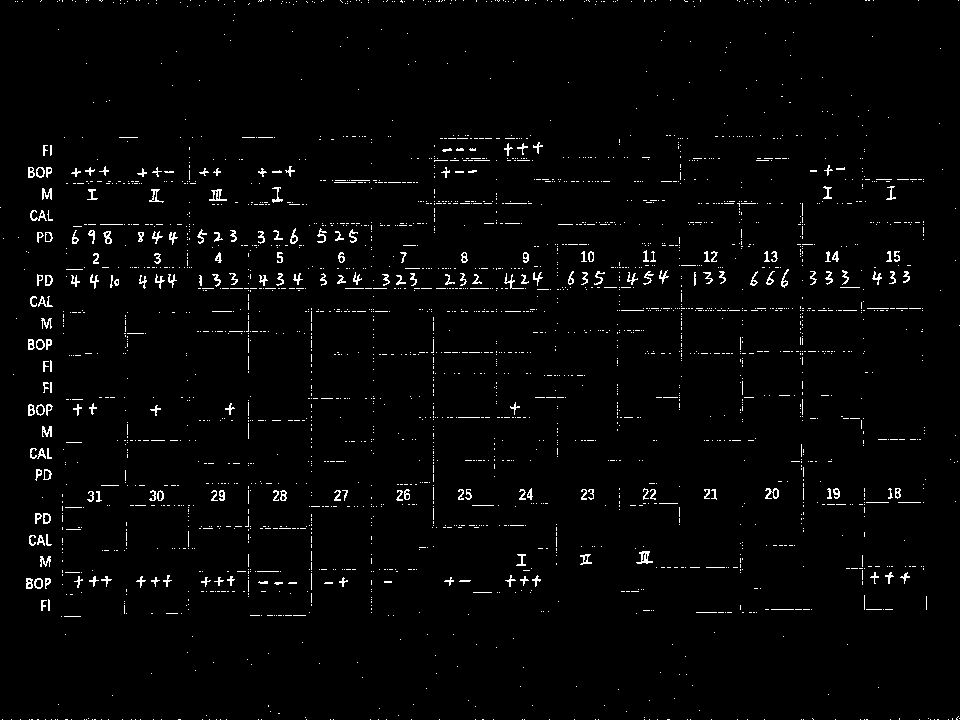 FI --- +++
BOP +++ ++- ++ +-+ +-- -+-
M I II III I I I
CAL
PD 698 844 523 326 525
2 3 4 5 6 7 8 9 10 11 12 13 14 15
PD 4 4 10 444 133 434 324 323 232 424 635 454 133 666 333 433
CAL
M
BOP
FI
FI
BOP ++ + + +
M
CAL
PD
31 30 29 28 27 26 25 24 23 22 21 20 19 18
PD
CAL
M I II III
BOP +++ +++ +++ --- -+ - +- +++ +++
FI